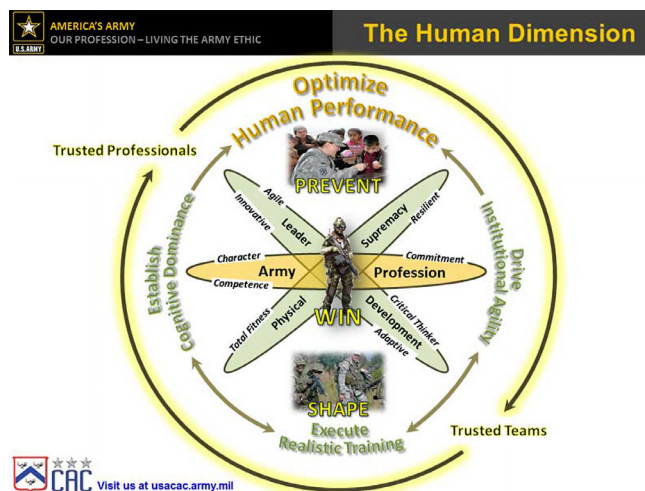 AMERICA'S ARMY
OUR PROFESSION – LIVING THE ARMY ETHIC
U.S.ARMY
The Human Dimension
Optimize
Human Performance
Trusted Professionals
PREVENT
Agile
Innovative
Leader
Supremacy
Resilient
Establish
Cognitive Dominance
Drive
Institutional Agility
Character
Commitment
Army
Profession
Competence
WIN
Total Fitness
Physical
Development
Critical Thinker
Adaptive
SHAPE
Execute
Realistic Training
Trusted Teams
CAC Visit us at usacac.army.mil